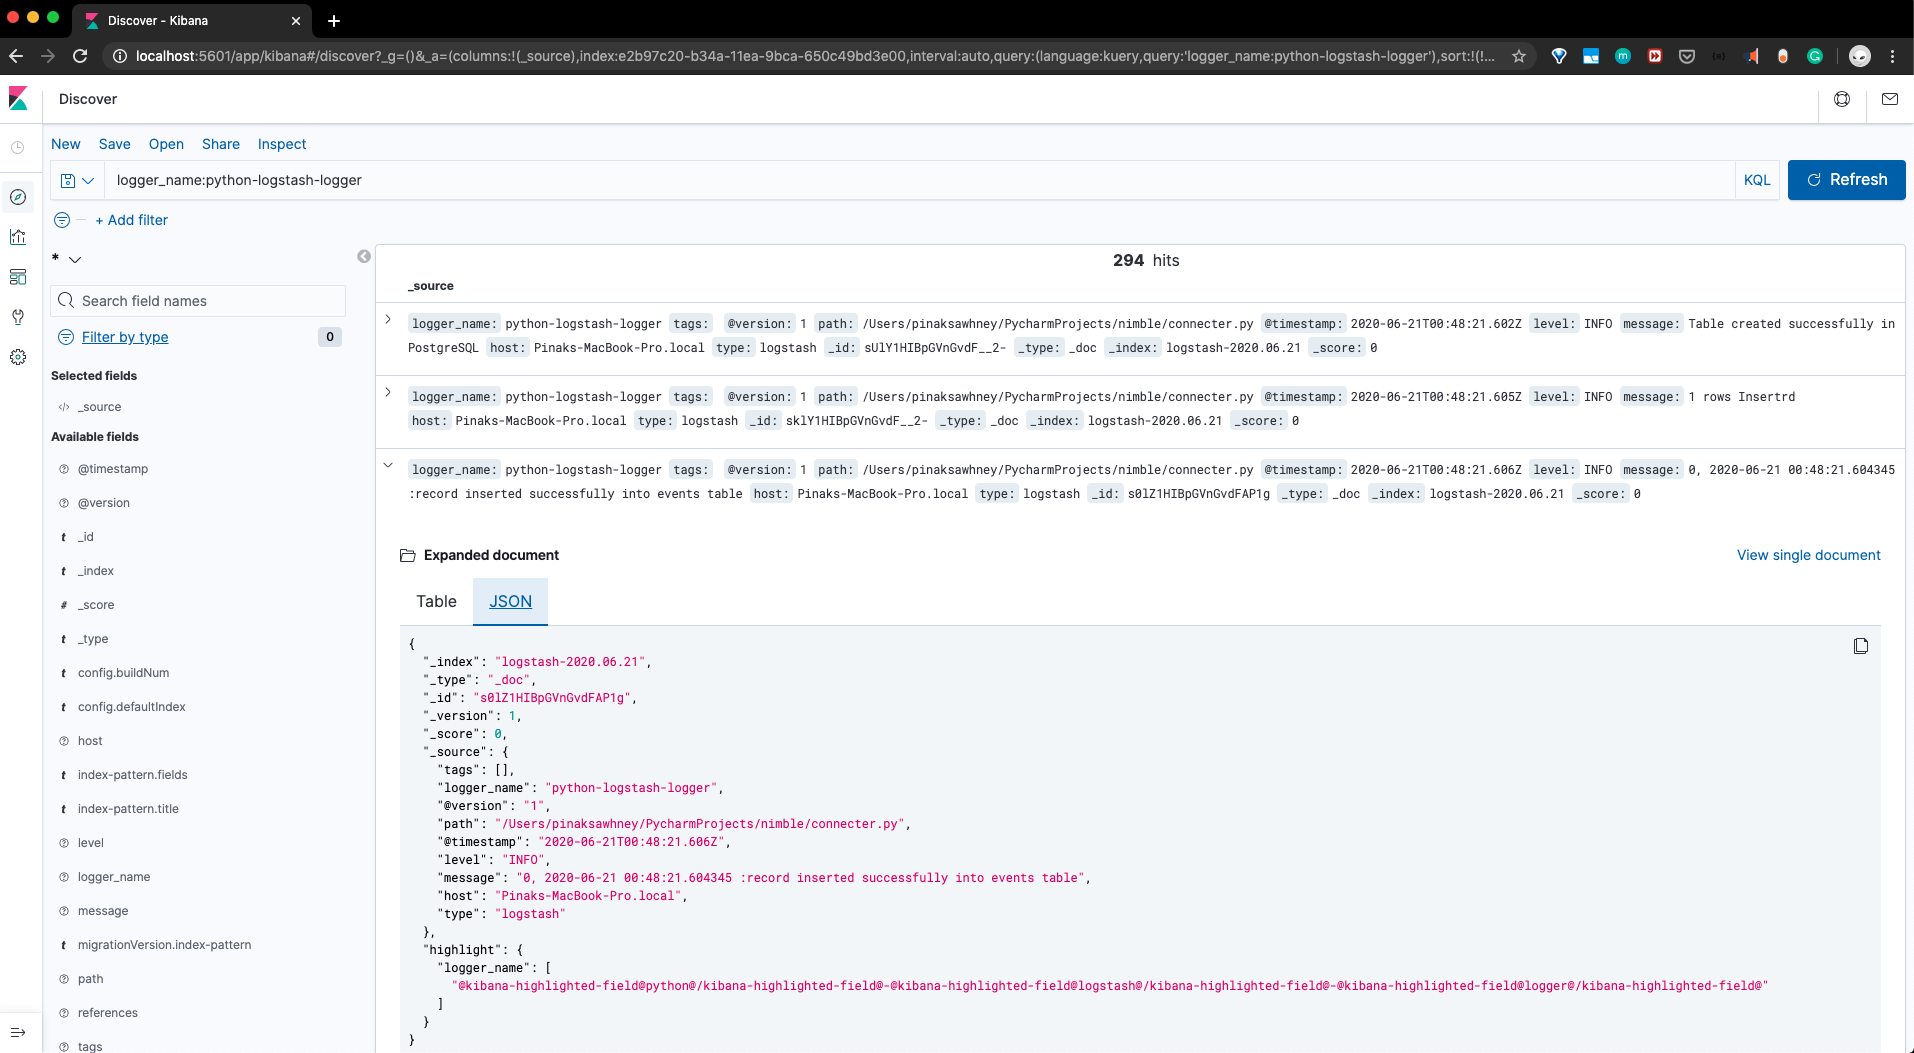 Discover - Kibana
localhost:5601/app/kibana#/discover?_g=()&_a=(columns:!(_source),index:e2b97c20-b34a-11ea-9bca-650c49bd3e00,interval:auto,query:(language:kuery,query:'logger_name:python-logstash-logger'),sort:!(!...
Discover
New Save Open Share Inspect
logger_name:python-logstash-logger
KQL
Refresh
+ Add filter
*
Search field names
Filter by type
0
Selected fields
_source
Available fields
@timestamp
@version
t _id
t _index
# _score
t _type
t config.buildNum
t config.defaultIndex
host
t index-pattern.fields
t index-pattern.title
level
logger_name
message
t migrationVersion.index-pattern
path
references
tags
294 hits
_source
logger_name: python-logstash-logger tags: @version: 1 path: /Users/pinaksawhney/PycharmProjects/nimble/connecter.py @timestamp: 2020-06-21T00:48:21.602Z level: INFO message: Table created successfully in
PostgreSQL host: Pinaks-MacBook-Pro.local type: logstash _id: sUlY1HIBpGVnGvdF__2- _type: _doc _index: logstash-2020.06.21 _score: 0
logger_name: python-logstash-logger tags: @version: 1 path: /Users/pinaksawhney/PycharmProjects/nimble/connecter.py @timestamp: 2020-06-21T00:48:21.605Z level: INFO message: 1 rows Insertrd
host: Pinaks-MacBook-Pro.local type: logstash _id: sklY1HIBpGVnGvdF__2- _type: _doc _index: logstash-2020.06.21 _score: 0
logger_name: python-logstash-logger tags: @version: 1 path: /Users/pinaksawhney/PycharmProjects/nimble/connecter.py @timestamp: 2020-06-21T00:48:21.606Z level: INFO message: 0, 2020-06-21 00:48:21.604345
:record inserted successfully into events table host: Pinaks-MacBook-Pro.local type: logstash _id: s0lZ1HIBpGVnGvdFAP1g _type: _doc _index: logstash-2020.06.21 _score: 0
Expanded document
View single document
Table JSON
{
"_index": "logstash-2020.06.21",
"_type": "_doc",
"_id": "s0lZ1HIBpGVnGvdFAP1g",
"_version": 1,
"_score": 0,
"_source": {
"tags": [],
"logger_name": "python-logstash-logger",
"@version": "1",
"path": "/Users/pinaksawhney/PycharmProjects/nimble/connecter.py",
"@timestamp": "2020-06-21T00:48:21.606Z",
"level": "INFO",
"message": "0, 2020-06-21 00:48:21.604345 :record inserted successfully into events table",
"host": "Pinaks-MacBook-Pro.local",
"type": "logstash"
},
"highlight": {
"logger_name": [
"@kibana-highlighted-field@python@/kibana-highlighted-field@-@kibana-highlighted-field@logstash@/kibana-highlighted-field@-@kibana-highlighted-field@logger@/kibana-highlighted-field@"
]
}
}